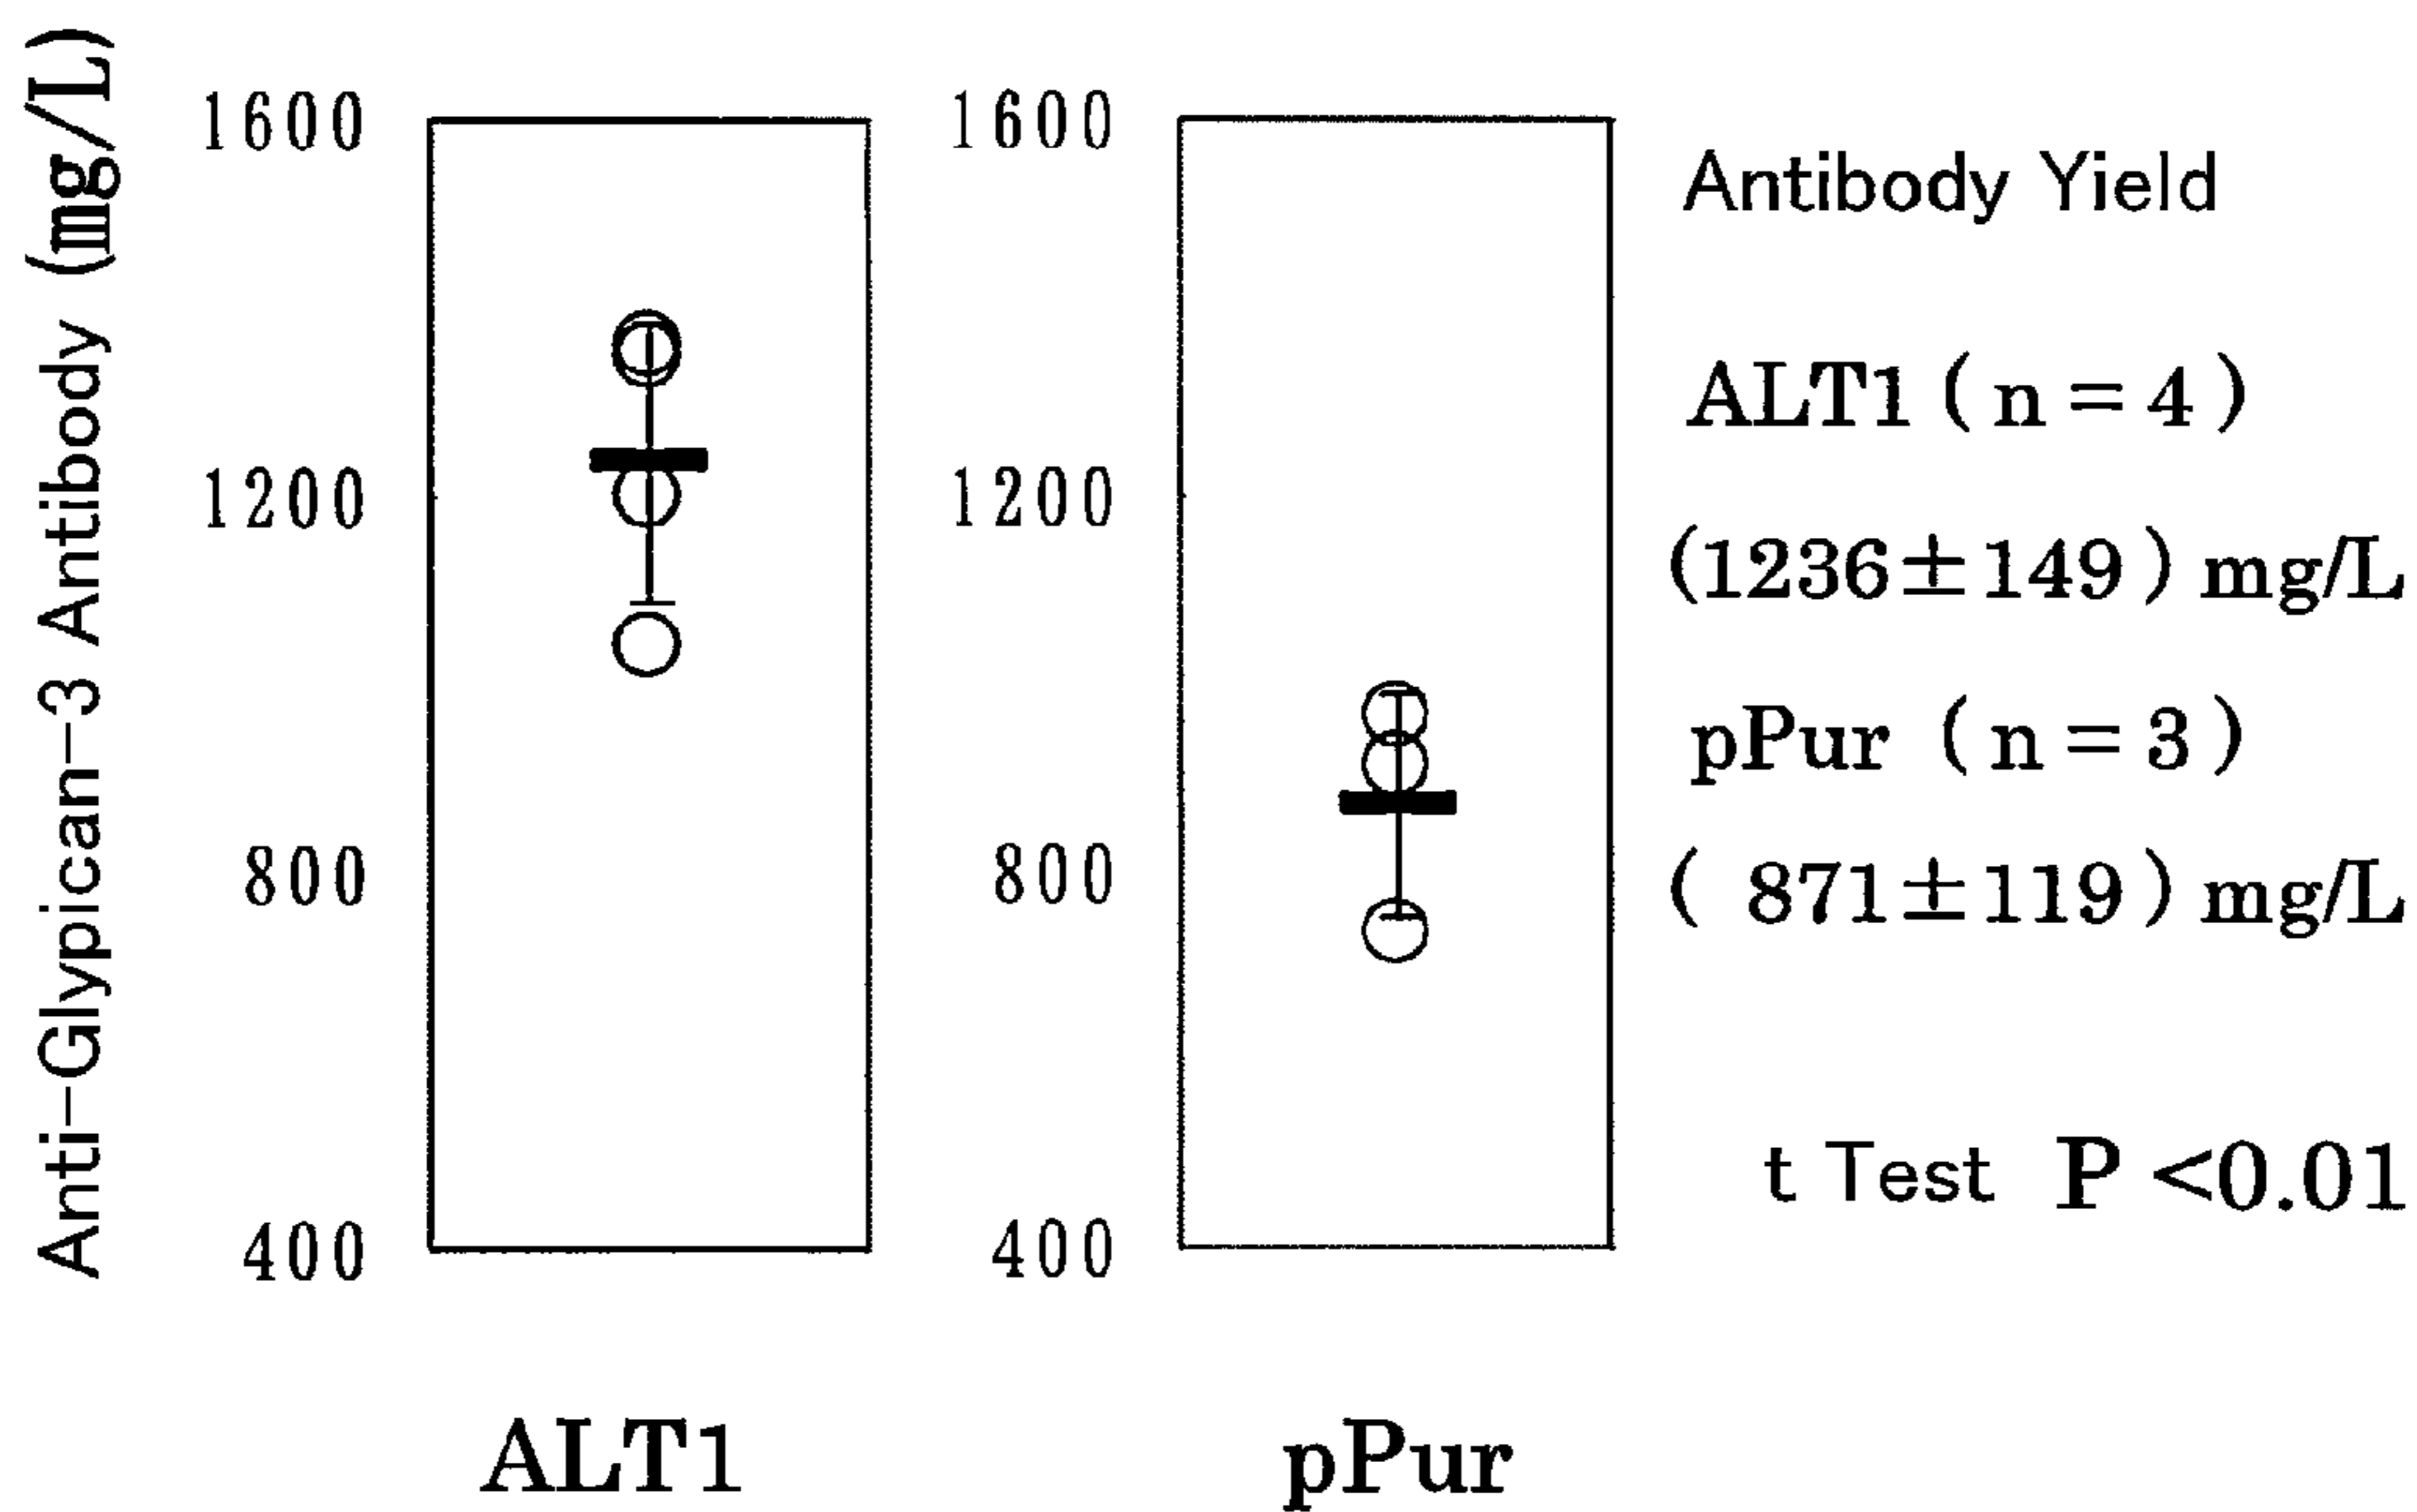 Anti-Glypican-3 Antibody (mg/L)
1600
1200
800
400
ALT1
1600
1200
800
400
pPur
Antibody Yield
ALT1 (n=4)
(1236±149) mg/L
pPur (n=3)
( 871±119) mg/L
t Test P <0.01